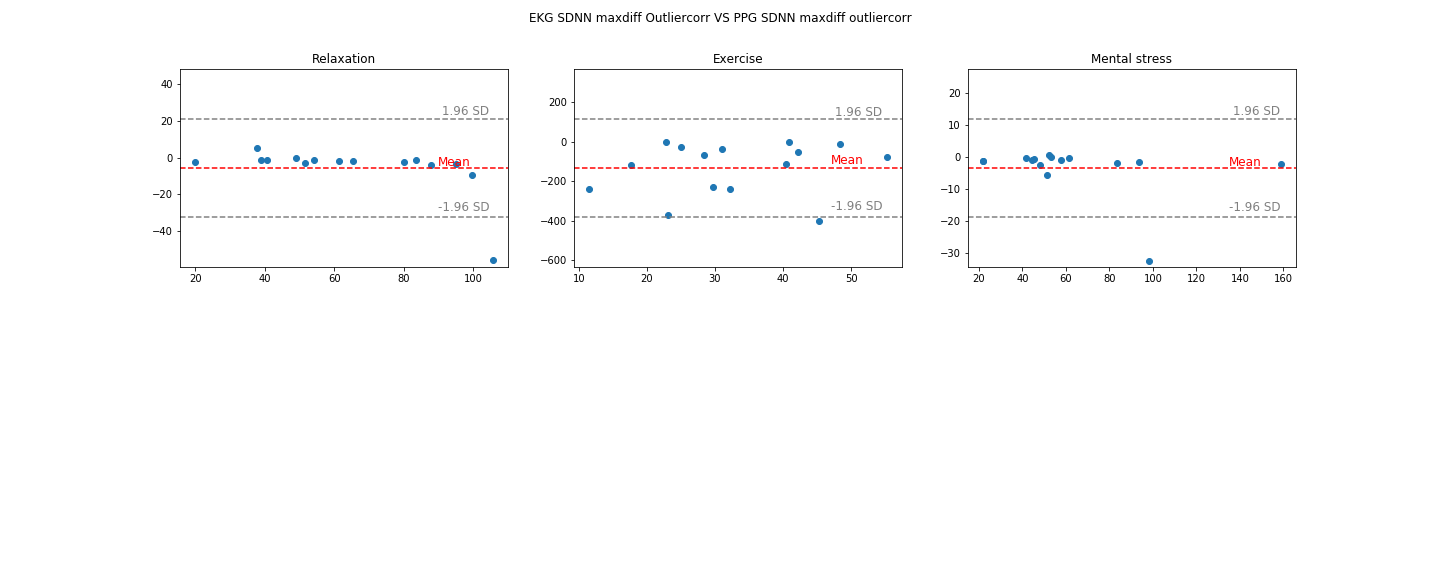 EKG SDNN maxdiff Outliercorr VS PPG SDNN maxdiff outliercorr
Relaxation
40
20
0
−20
−40
20 40 60 80 100
1.96 SD
Mean
-1.96 SD
Exercise
200
0
−200
−400
−600
10 20 30 40 50
1.96 SD
Mean
-1.96 SD
Mental stress
20
10
0
−10
−20
−30
20 40 60 80 100 120 140 160
1.96 SD
Mean
-1.96 SD